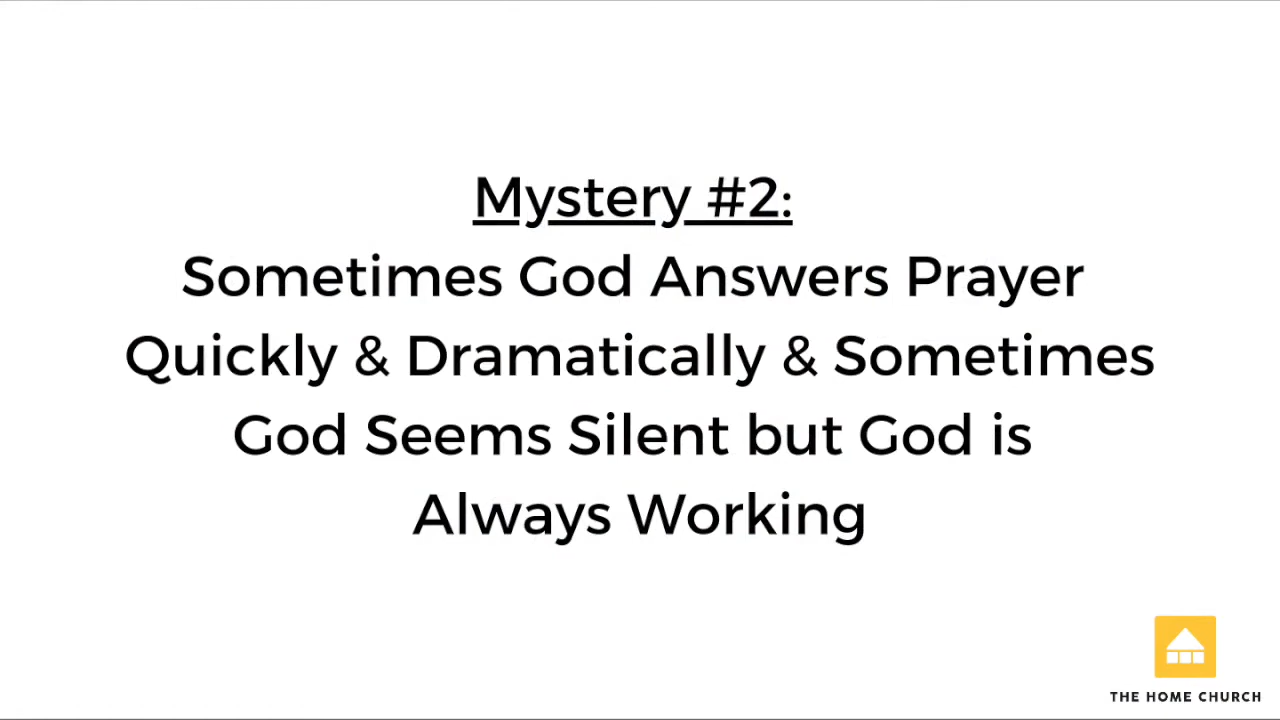 Mystery #2:
Sometimes God Answers Prayer
Quickly & Dramatically & Sometimes
God Seems Silent but God is
Always Working
THE HOME CHURCH